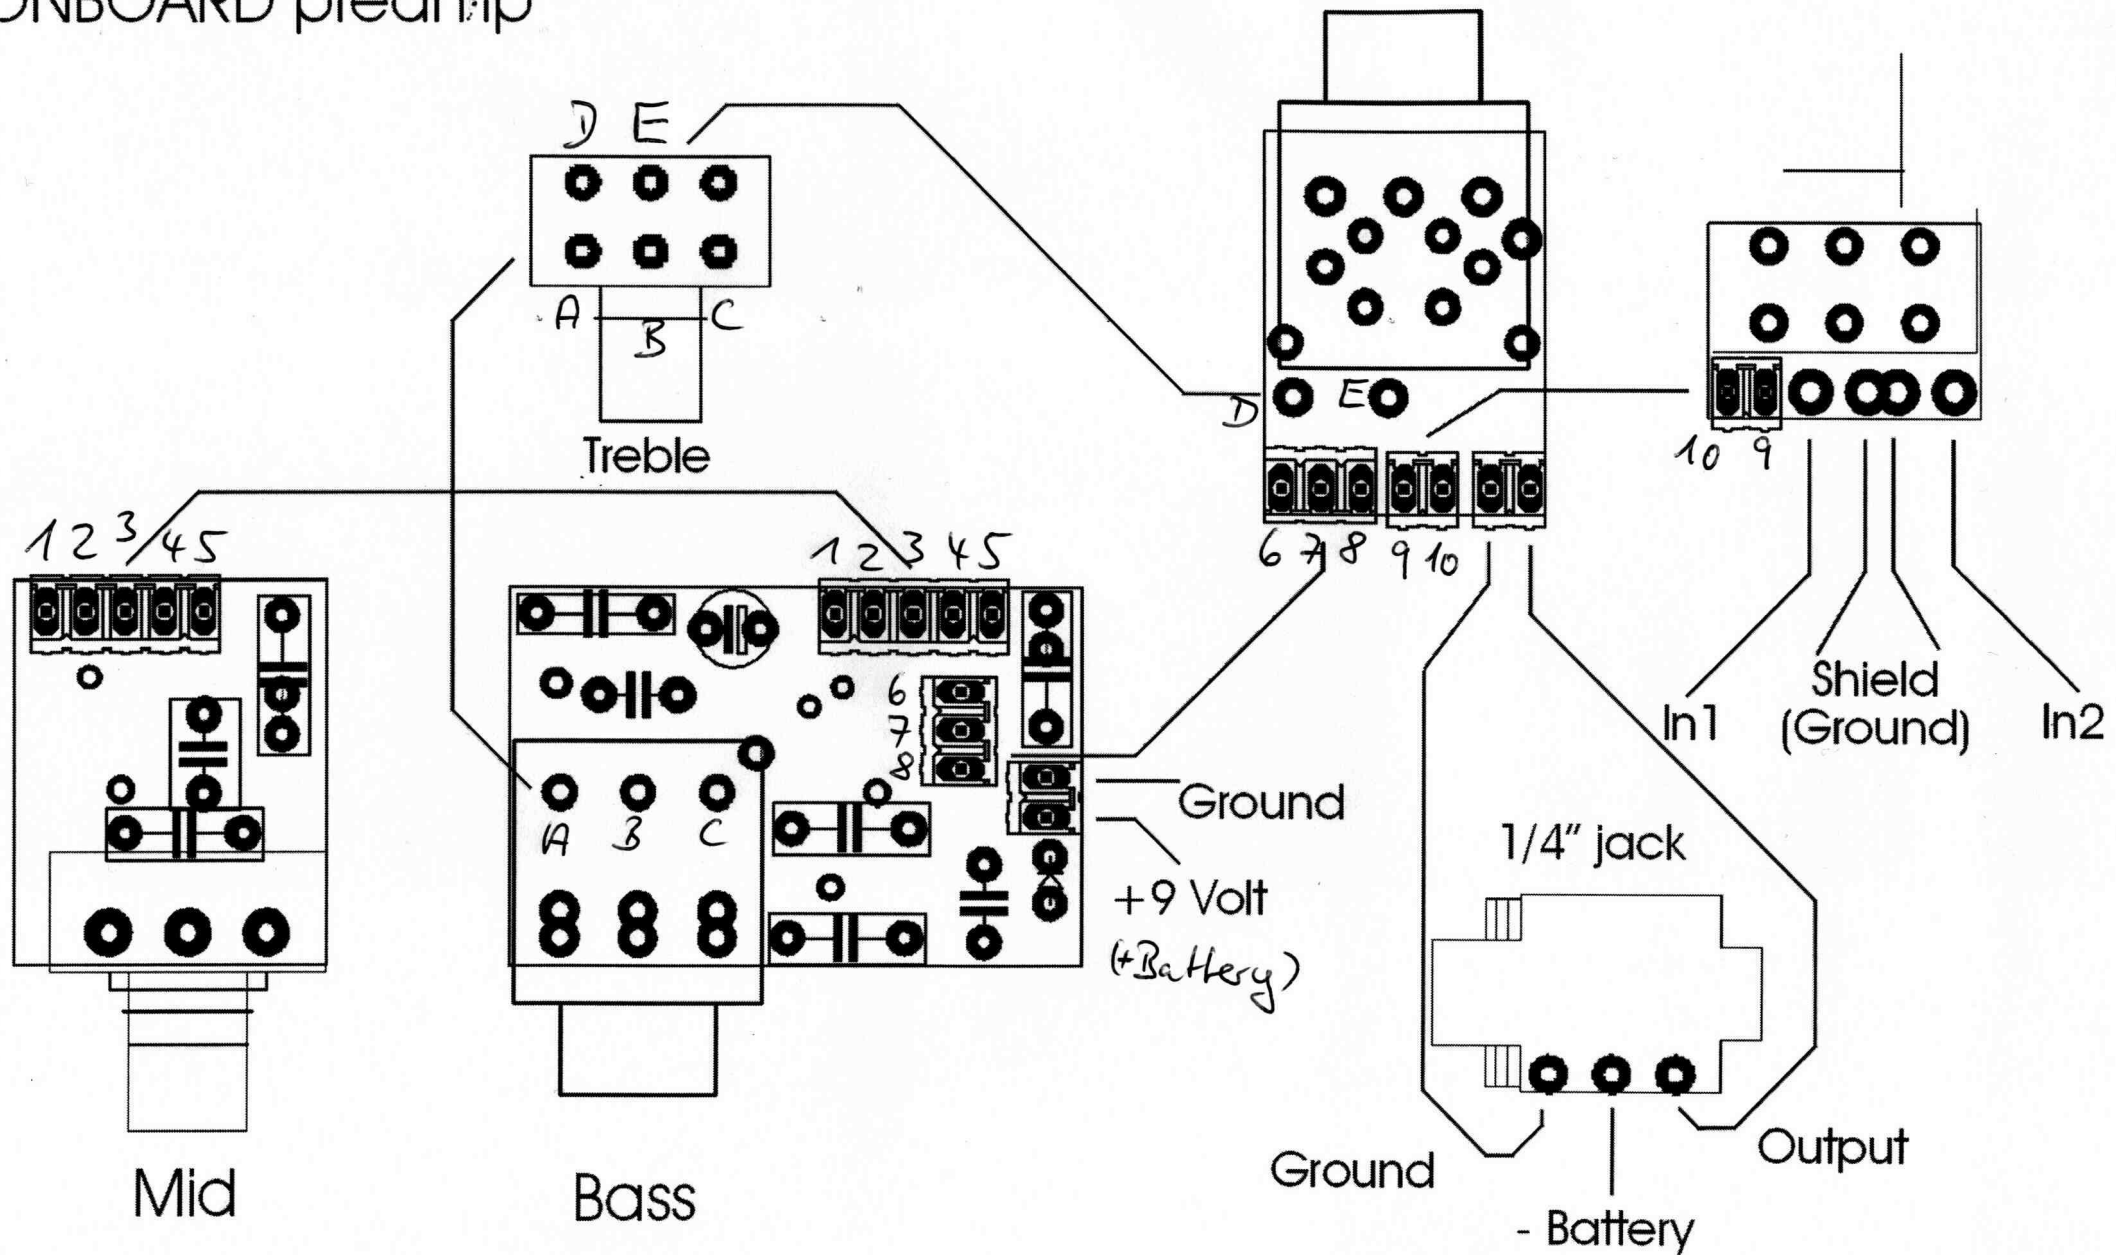 ONBOARD preamp
D E
A B C
Treble
D E
6 7 8 9 10
10 9
In1
Shield
(Ground)
In2
1 2 3 4 5
Mid
1 2 3 4 5
6
7
8
A B C
Bass
Ground
+9 Volt
(+Battery)
1/4” jack
Ground
- Battery
Output